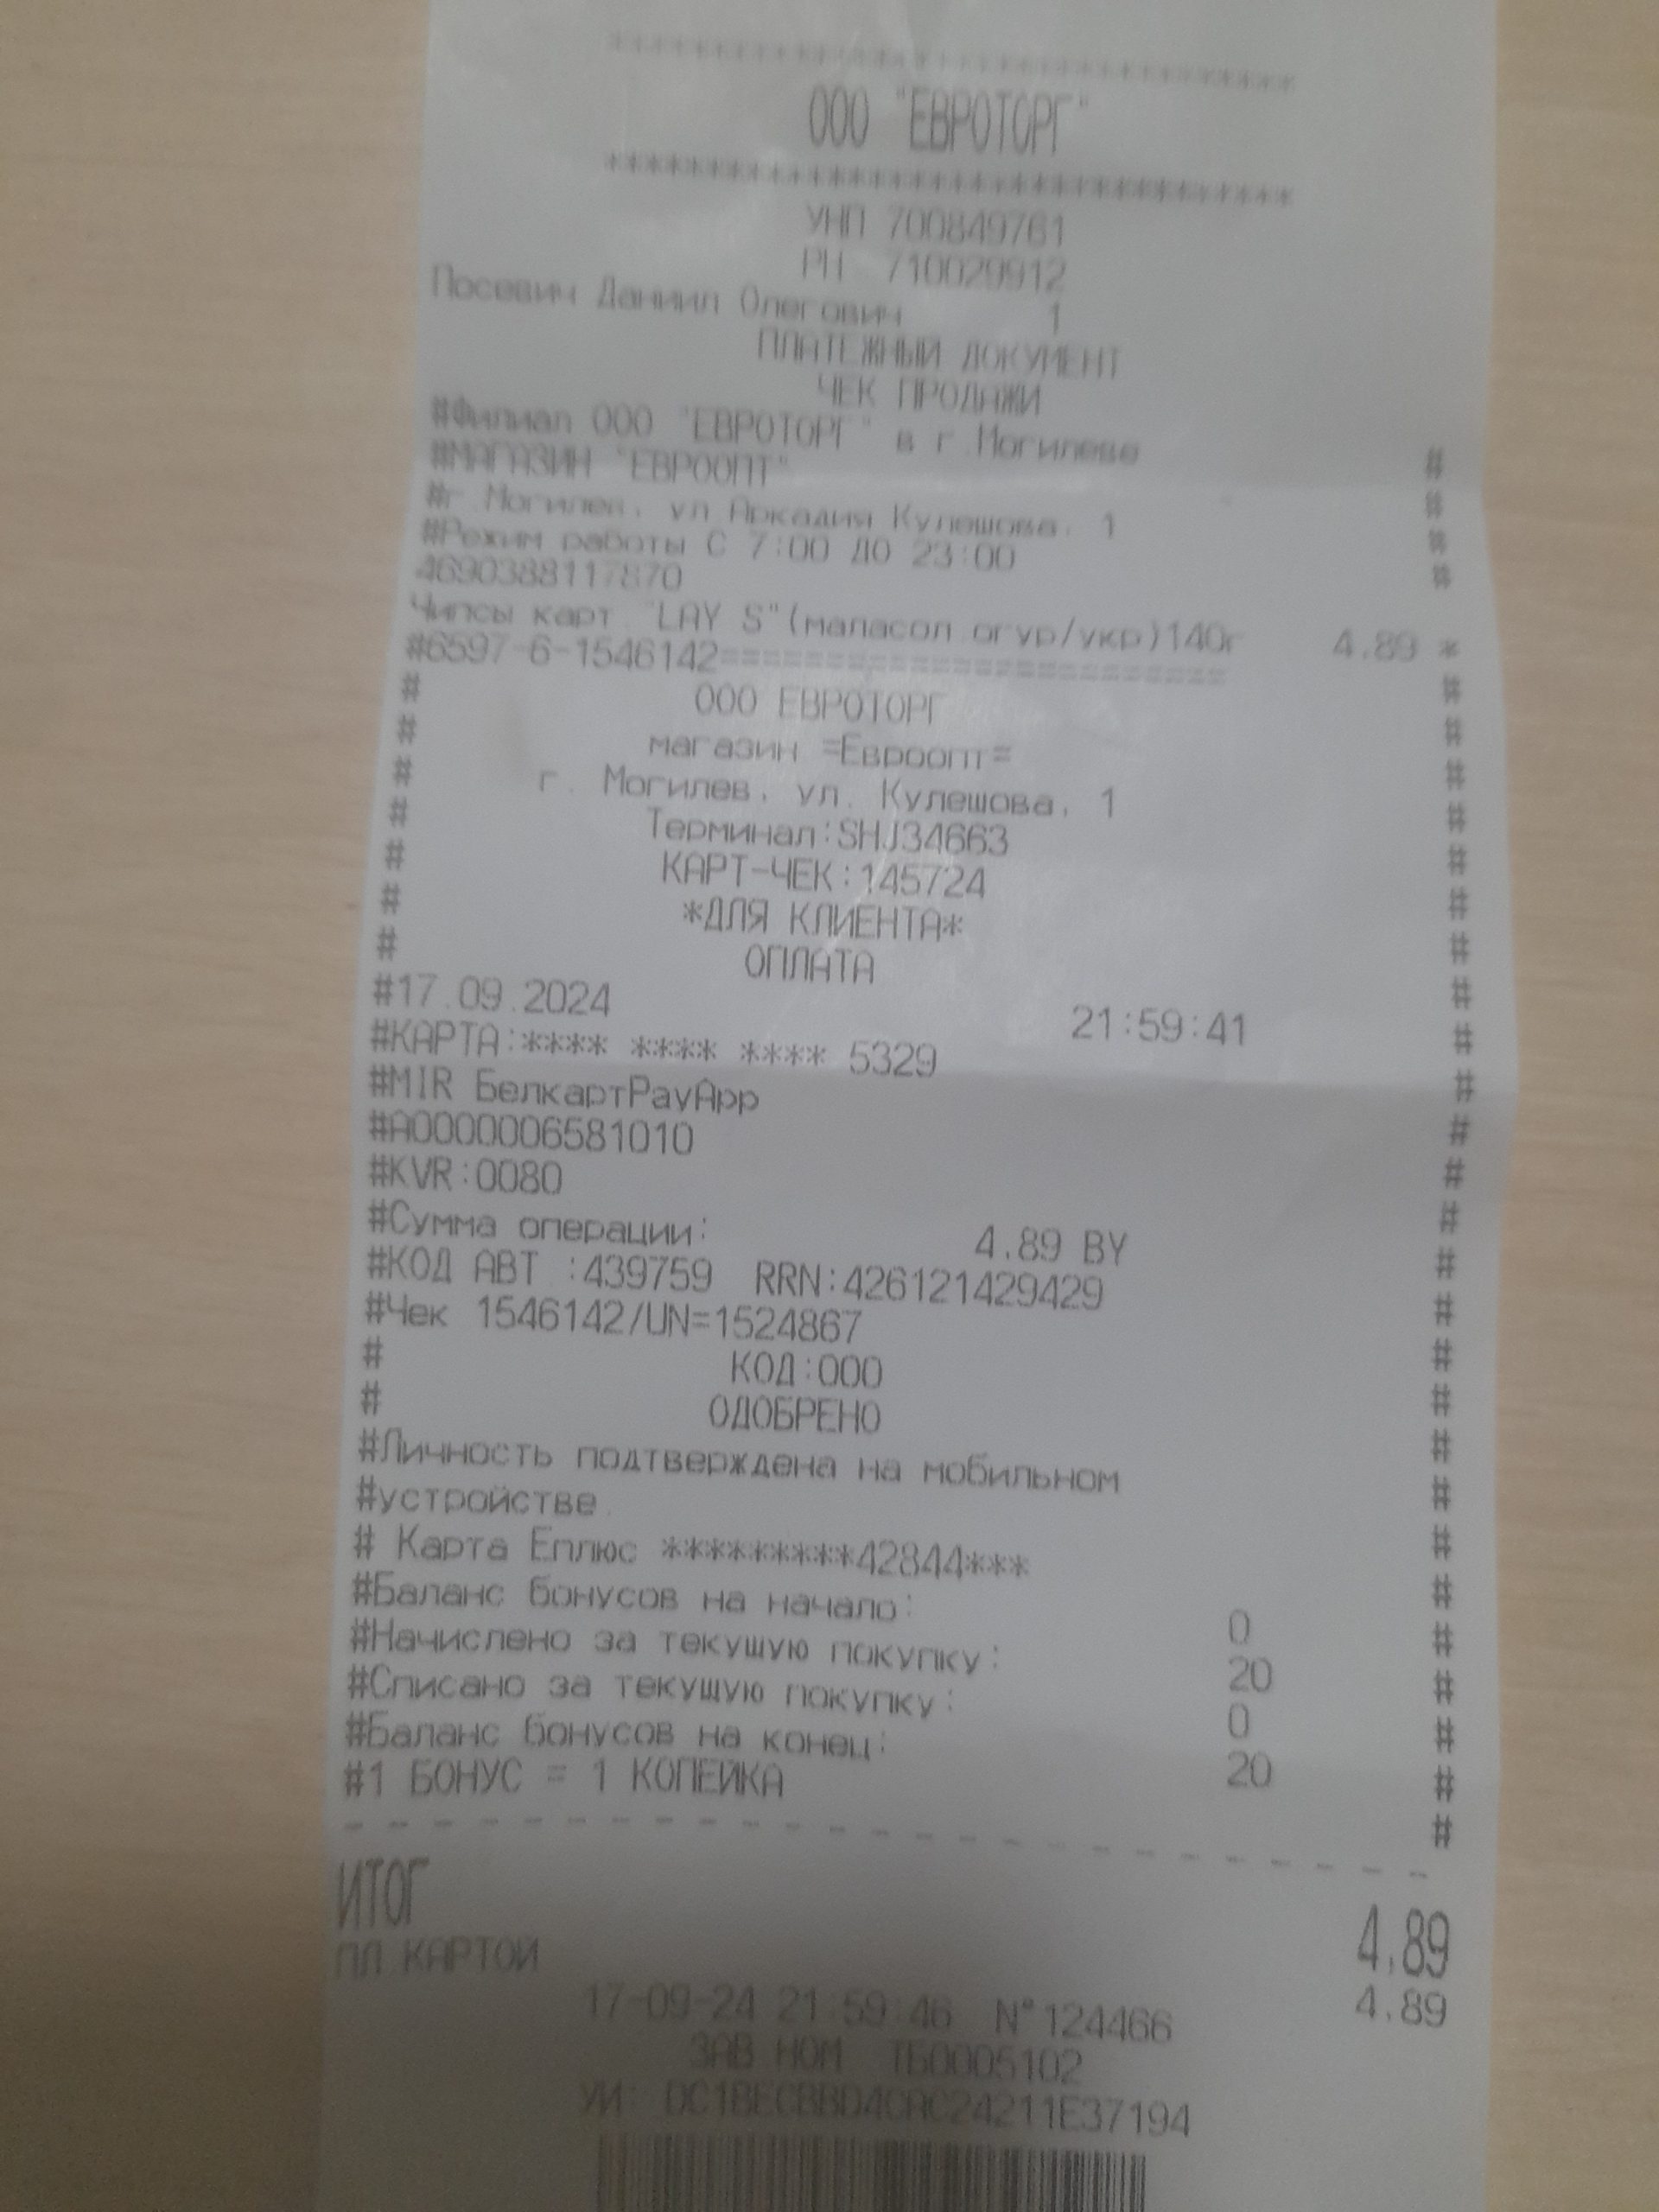 **********************************
ООО "ЕВРОТОРГ"
**********************************
УНП 700849761
РН 710029912
Посевич Даниил Олегович 1
ПЛАТЕЖНЫЙ ДОКУМЕНТ
ЧЕК ПРОДАЖИ
#Филиал ООО "ЕВРОТОРГ" в г.Могилеве #
#МАГАЗИН "ЕВРООПТ" #
#г.Могилев, ул.Аркадия Кулешова, 1 #
#Режим работы С 7:00 ДО 23:00 #
4690388117870
Чипсы карт. "LAY S"(маласол.огур/укр)140г 4.89 *
#6597-6-1546142======================== #
# ООО ЕВРОТОРГ #
# магазин =Евроопт= #
# г. Могилев, ул. Кулешова, 1 #
# Терминал:SHJ34663 #
# КАРТ-ЧЕК:145724 #
# *ДЛЯ КЛИЕНТА* #
# ОПЛАТА #
#17.09.2024 21:59:41 #
#КАРТА:**** **** **** 5329 #
#MIR БелкартPayApp #
#A0000006581010 #
#KVR:0080 #
#Сумма операции: 4.89 BY #
#КОД АВТ :439759 RRN:426121429429 #
#Чек 1546142/UN=1524867 #
# КОД:000 #
# ОДОБРЕНО #
#Личность подтверждена на мобильном #
#устройстве. #
# Карта Еплюс *********42844*** #
#Баланс бонусов на начало: 0 #
#Начислено за текущую покупку: 20 #
#Списано за текущую покупку: 0 #
#Баланс бонусов на конец: 20 #
#1 БОНУС = 1 КОПЕЙКА #
- - - - - - - - - - - - - - - - - - - - - - - - - -
ИТОГ 4.89
ПЛ.КАРТОЙ 4.89
17-09-24 21:59:46 N°124466
ЗАВ.НОМ. ТБ0005102
УИ: